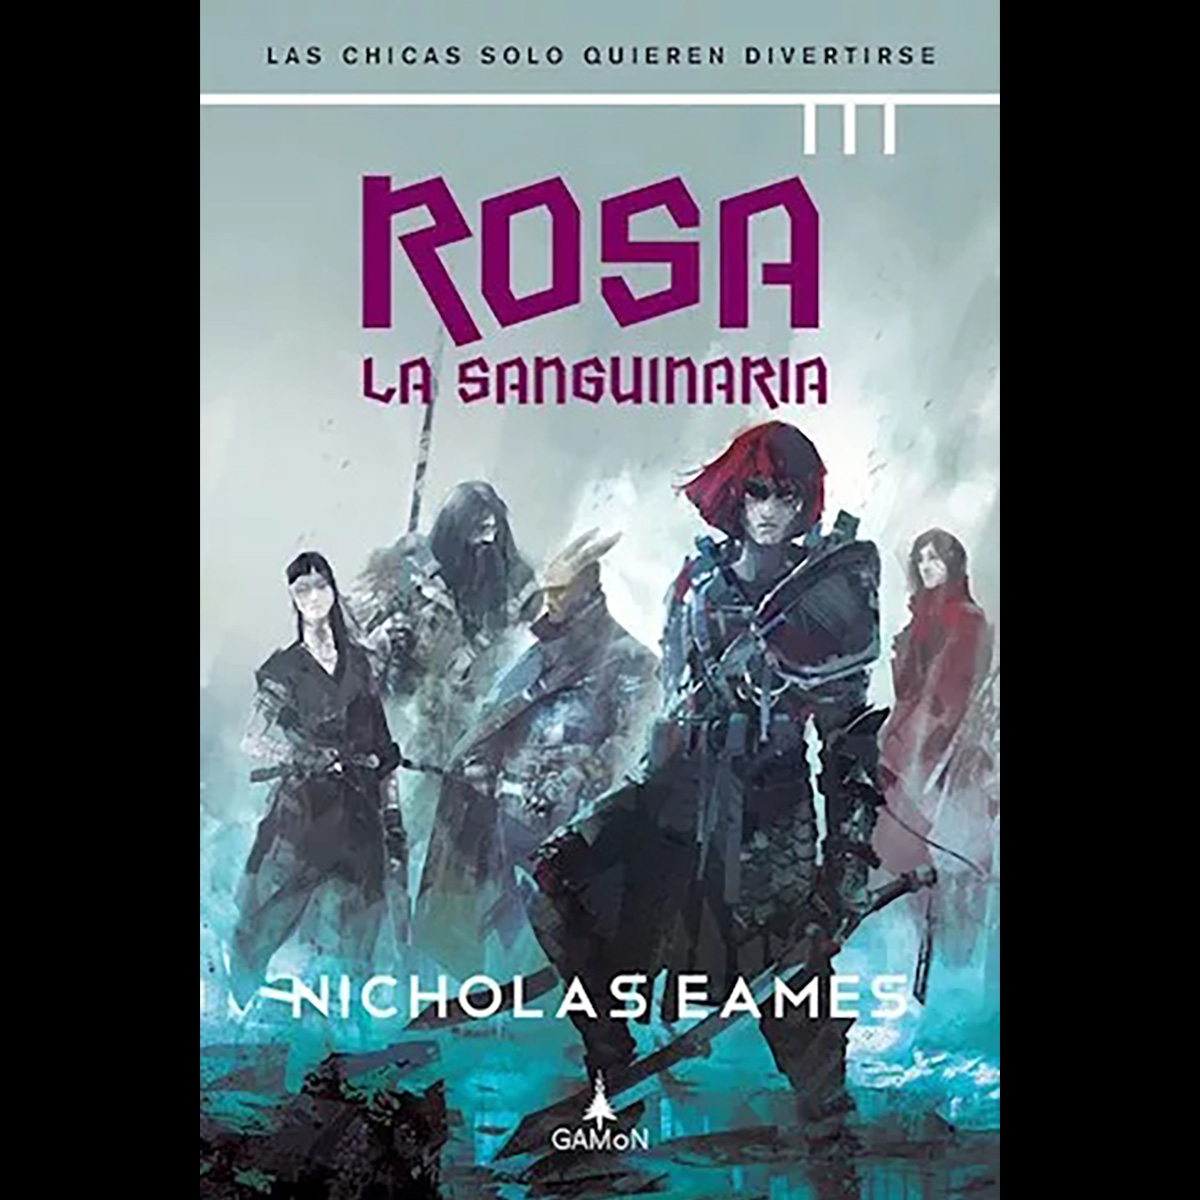 LAS CHICAS SOLO QUIEREN DIVERTIRSE
ROSA
LA SANGUINARIA
NICHOLAS EAMES
GAMoN